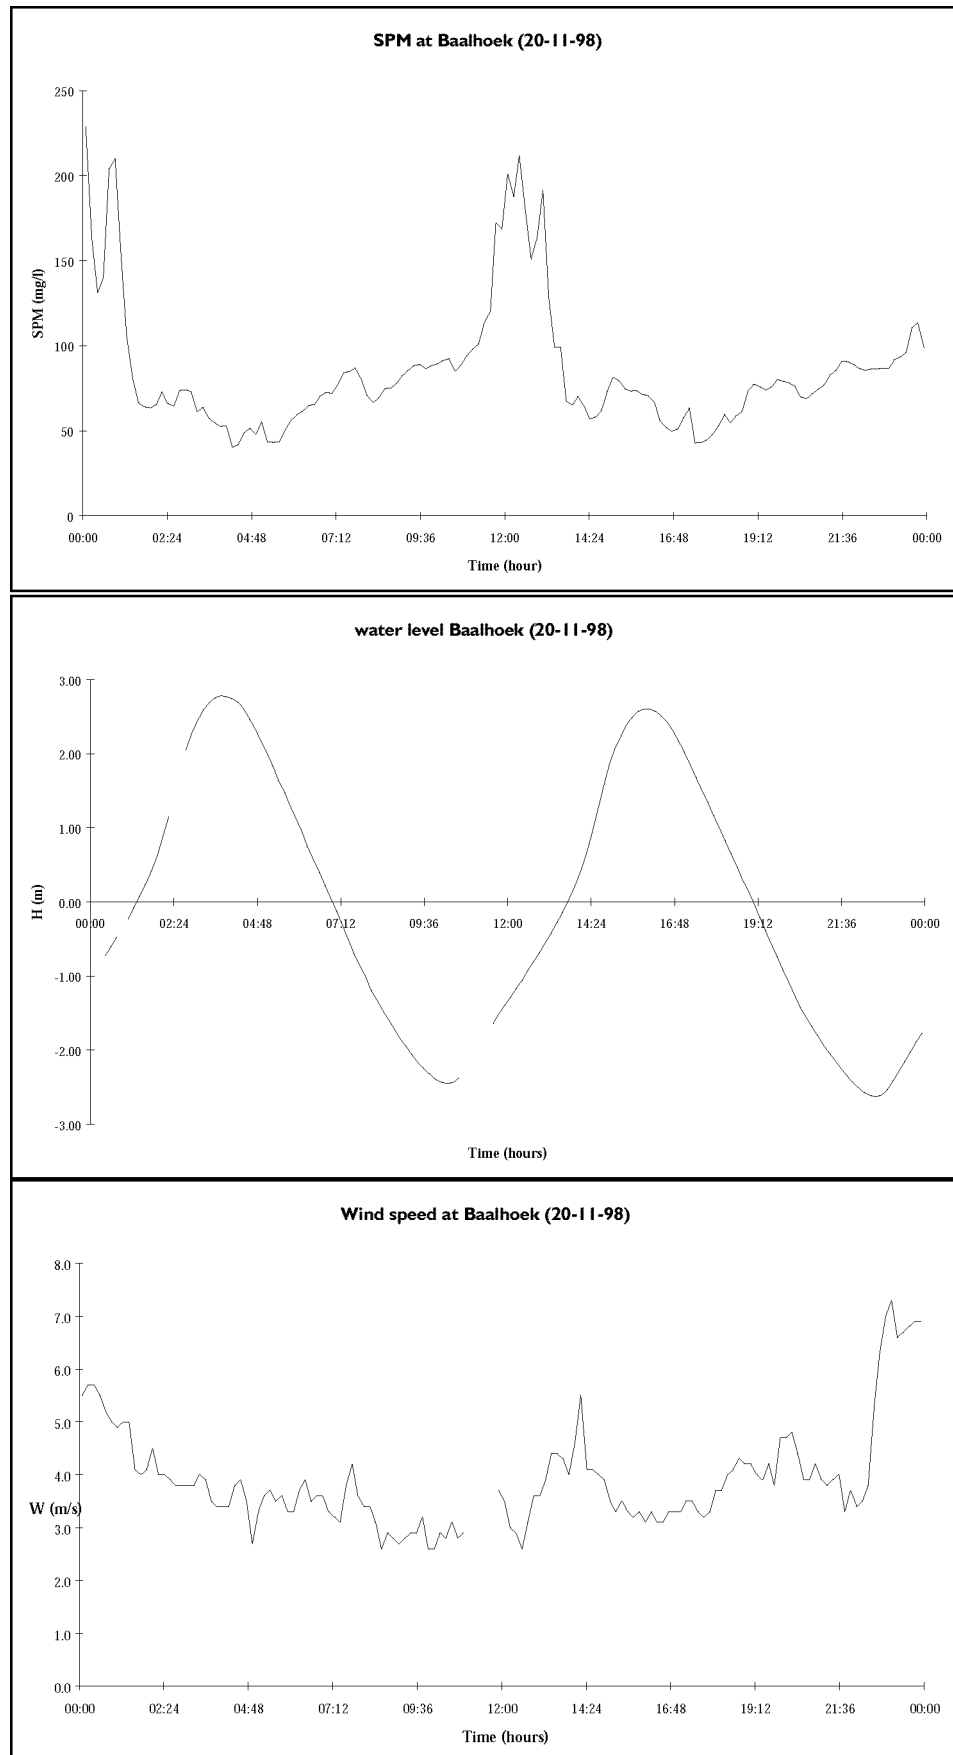 SPM at Baalhoek (20-11-98)
250
200
150
100
50
0
SPM (mg/l)
00:00 02:24 04:48 07:12 09:36 12:00 14:24 16:48 19:12 21:36 00:00
Time (hour)
water level Baalhoek (20-11-98)
3.00
2.00
1.00
0.00
-1.00
-2.00
-3.00
H (m)
00:00 02:24 04:48 07:12 09:36 12:00 14:24 16:48 19:12 21:36 00:00
Time (hours)
Wind speed at Baalhoek (20-11-98)
8.0
7.0
6.0
5.0
4.0
3.0
2.0
1.0
0.0
W (m/s)
00:00 02:24 04:48 07:12 09:36 12:00 14:24 16:48 19:12 21:36 00:00
Time (hours)